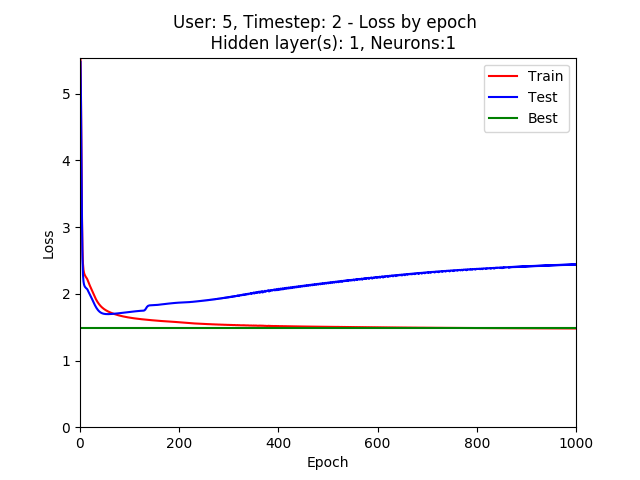 User: 5, Timestep: 2 - Loss by epoch
Hidden layer(s): 1, Neurons:1
Train
Test
Best
5
4
3
2
1
0
Loss
0 200 400 600 800 1000
Epoch